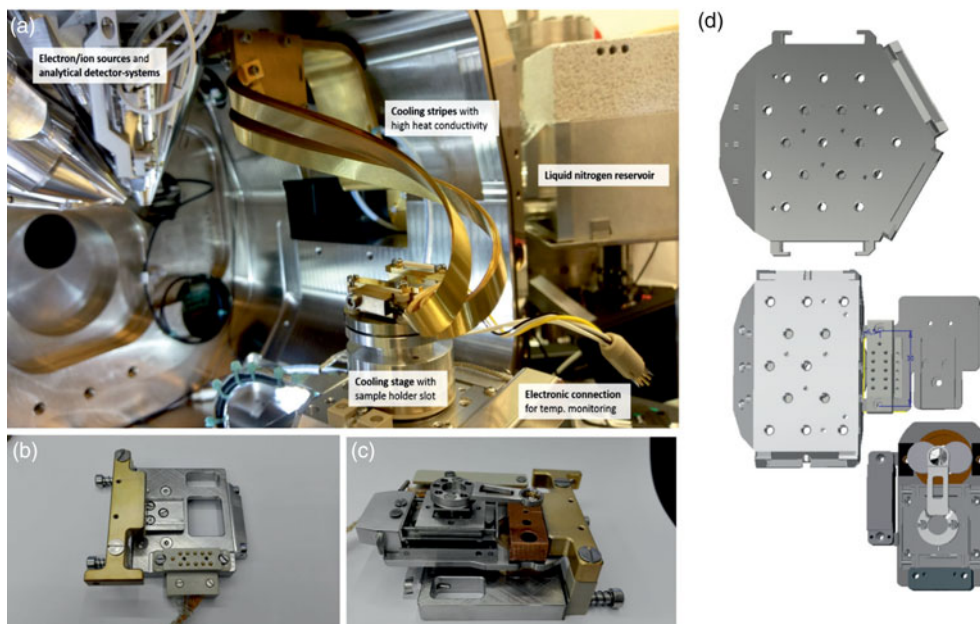 (a)
Electron/ion sources and
analytical detector-systems
Cooling stripes with
high heat conductivity
Liquid nitrogen reservoir
Cooling stage with
sample holder slot
Electronic connection
for temp. monitoring
(b)
(c)
(d)